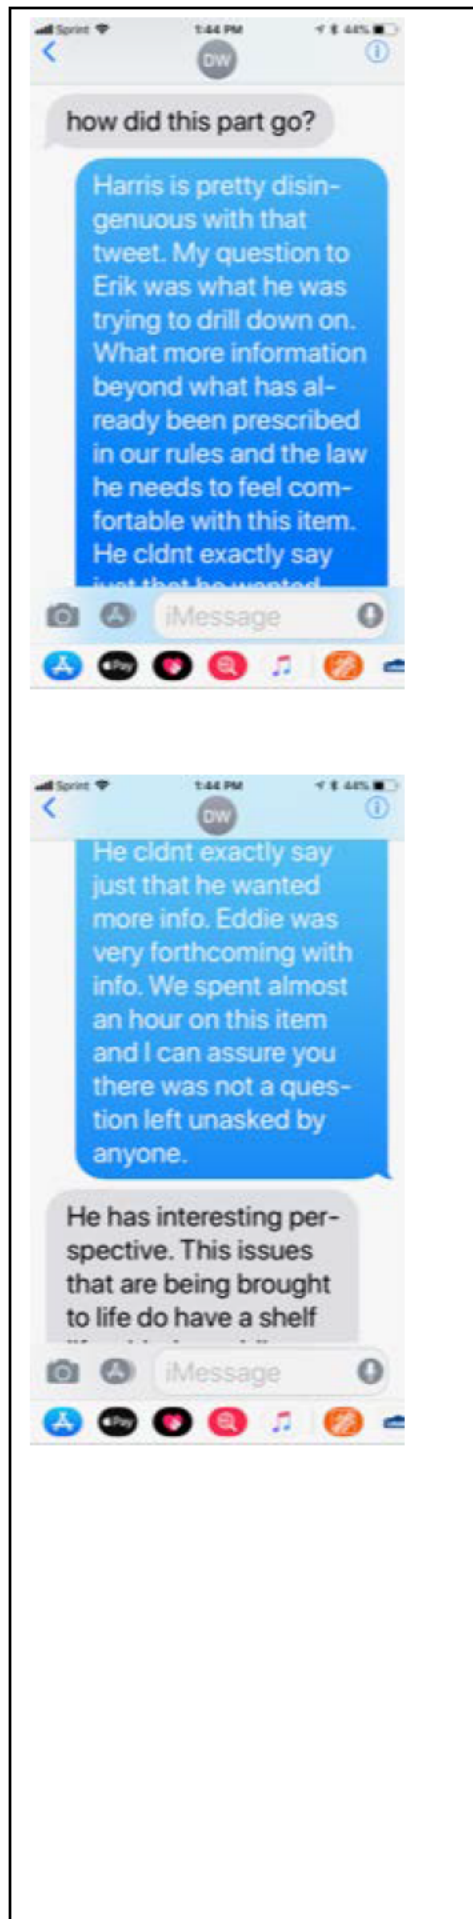 Sprint 1:44 PM 44%
DW
how did this part go?
Harris is pretty disin-
genuous with that
tweet. My question to
Erik was what he was
trying to drill down on.
What more information
beyond what has al-
ready been prescribed
in our rules and the law
he needs to feel com-
fortable with this item.
He cldnt exactly say
just that he wanted
iMessage
Pay
Sprint 1:44 PM 44%
DW
He cldnt exactly say
just that he wanted
more info. Eddie was
very forthcoming with
info. We spent almost
an hour on this item
and I can assure you
there was not a ques-
tion left unasked by
anyone.
He has interesting per-
spective. This issues
that are being brought
to life do have a shelf
iMessage
Pay